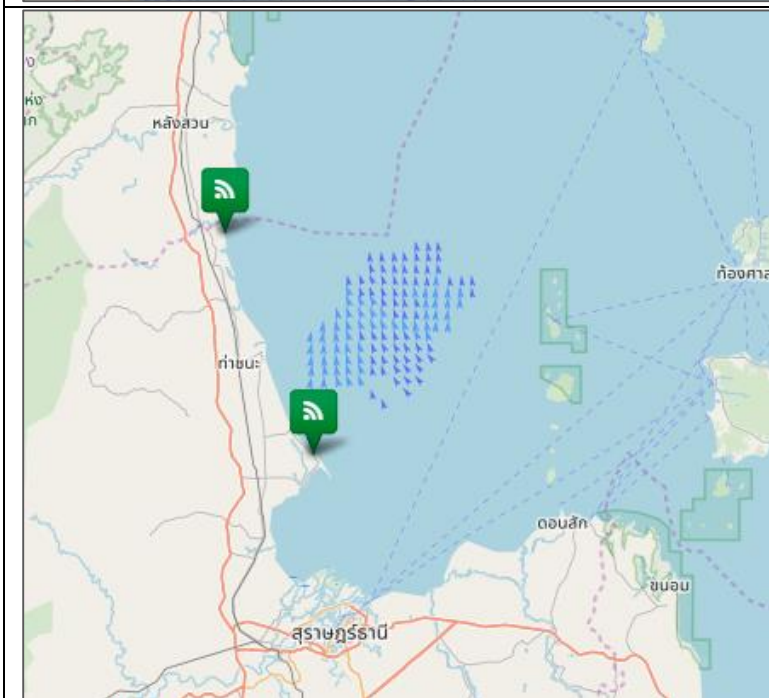 หลังสวน
ท้องศาล
ท่าชนะ
ดอนสัก
ขนอม
สุราษฎร์ธานี